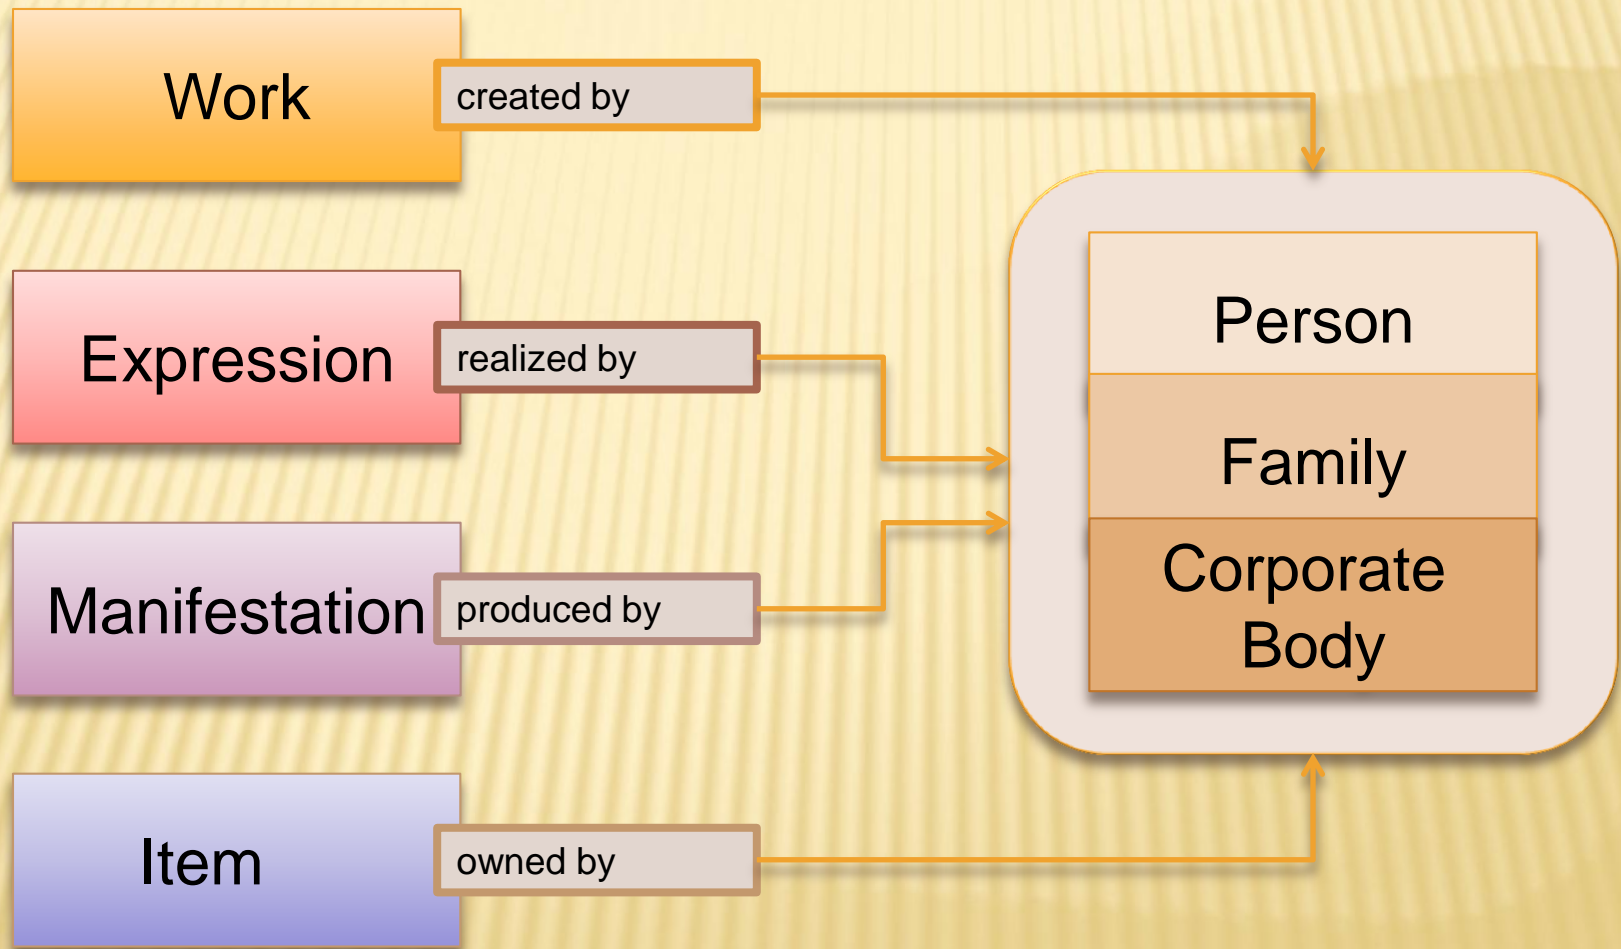 Work
created by
Expression
realized by
Manifestation
produced by
Item
owned by
Person
Family
Corporate
Body